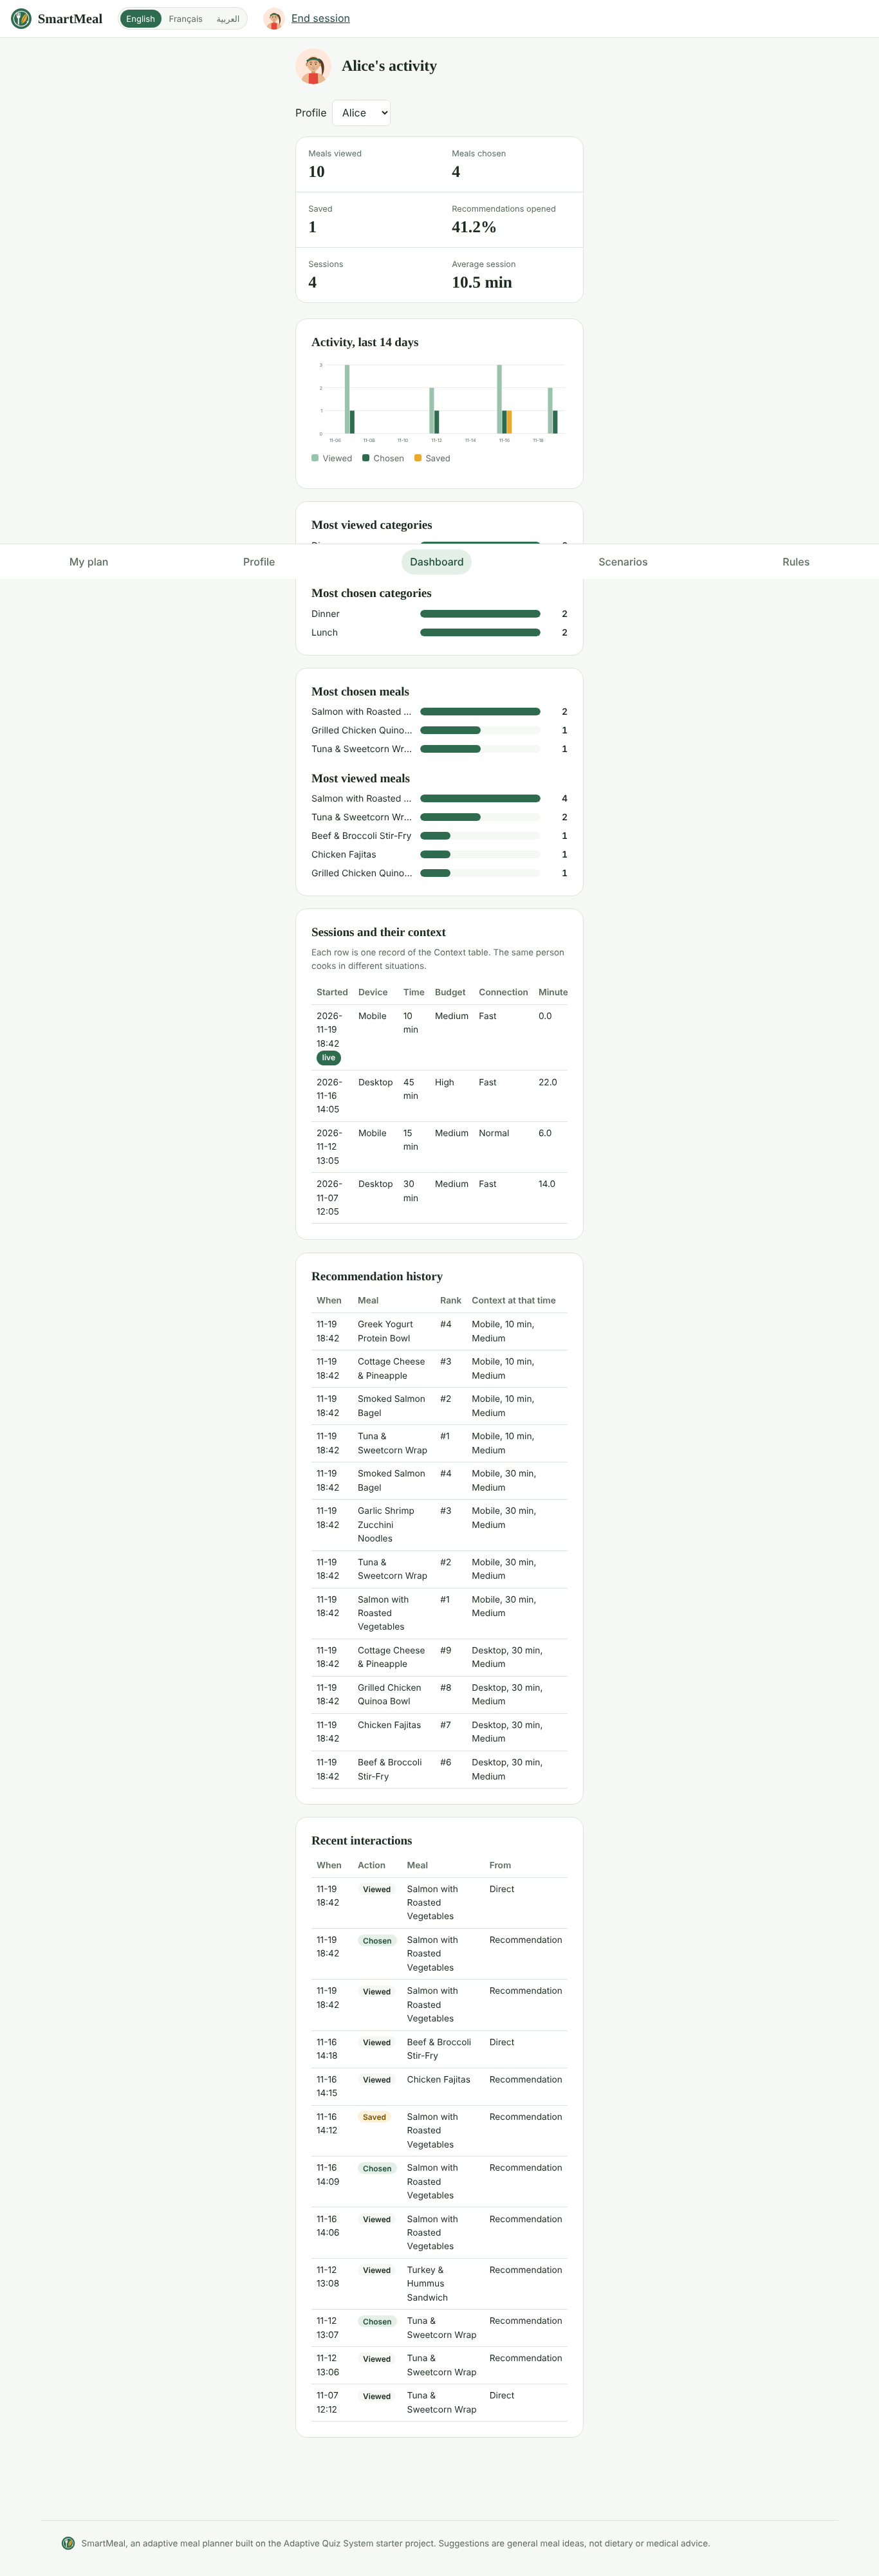 SmartMeal
English Français العربية
End session
Alice's activity
Profile Alice
Meals viewed Meals chosen
10 4
Saved Recommendations opened
1 41.2%
Sessions Average session
4 10.5 min
Activity, last 14 days
3
2
1
0
11-06 11-08 11-10 11-12 11-14 11-16 11-18
Viewed Chosen Saved
Most viewed categories
My plan Profile Dashboard Scenarios Rules
Most chosen categories
Dinner 2
Lunch 2
Most chosen meals
Salmon with Roasted ... 2
Grilled Chicken Quino... 1
Tuna & Sweetcorn Wr... 1
Most viewed meals
Salmon with Roasted ... 4
Tuna & Sweetcorn Wr... 2
Beef & Broccoli Stir-Fry 1
Chicken Fajitas 1
Grilled Chicken Quino... 1
Sessions and their context
Each row is one record of the Context table. The same person
cooks in different situations.
Started Device Time Budget Connection Minute
2026- Mobile 10 Medium Fast 0.0
11-19 min
18:42
live
2026- Desktop 45 High Fast 22.0
11-16 min
14:05
2026- Mobile 15 Medium Normal 6.0
11-12 min
13:05
2026- Desktop 30 Medium Fast 14.0
11-07 min
12:05
Recommendation history
When Meal Rank Context at that time
11-19 Greek Yogurt #4 Mobile, 10 min,
18:42 Protein Bowl Medium
11-19 Cottage Cheese #3 Mobile, 10 min,
18:42 & Pineapple Medium
11-19 Smoked Salmon #2 Mobile, 10 min,
18:42 Bagel Medium
11-19 Tuna & #1 Mobile, 10 min,
18:42 Sweetcorn Wrap Medium
11-19 Smoked Salmon #4 Mobile, 30 min,
18:42 Bagel Medium
11-19 Garlic Shrimp #3 Mobile, 30 min,
18:42 Zucchini Medium
Noodles
11-19 Tuna & #2 Mobile, 30 min,
18:42 Sweetcorn Wrap Medium
11-19 Salmon with #1 Mobile, 30 min,
18:42 Roasted Medium
Vegetables
11-19 Cottage Cheese #9 Desktop, 30 min,
18:42 & Pineapple Medium
11-19 Grilled Chicken #8 Desktop, 30 min,
18:42 Quinoa Bowl Medium
11-19 Chicken Fajitas #7 Desktop, 30 min,
18:42 Medium
11-19 Beef & Broccoli #6 Desktop, 30 min,
18:42 Stir-Fry Medium
Recent interactions
When Action Meal From
11-19 Viewed Salmon with Direct
18:42 Roasted
Vegetables
11-19 Chosen Salmon with Recommendation
18:42 Roasted
Vegetables
11-19 Viewed Salmon with Recommendation
18:42 Roasted
Vegetables
11-16 Viewed Beef & Broccoli Direct
14:18 Stir-Fry
11-16 Viewed Chicken Fajitas Recommendation
14:15
11-16 Saved Salmon with Recommendation
14:12 Roasted
Vegetables
11-16 Chosen Salmon with Recommendation
14:09 Roasted
Vegetables
11-16 Viewed Salmon with Recommendation
14:06 Roasted
Vegetables
11-12 Viewed Turkey & Recommendation
13:08 Hummus
Sandwich
11-12 Chosen Tuna & Recommendation
13:07 Sweetcorn Wrap
11-12 Viewed Tuna & Recommendation
13:06 Sweetcorn Wrap
11-07 Viewed Tuna & Direct
12:12 Sweetcorn Wrap
SmartMeal, an adaptive meal planner built on the Adaptive Quiz System starter project. Suggestions are general meal ideas, not dietary or medical advice.